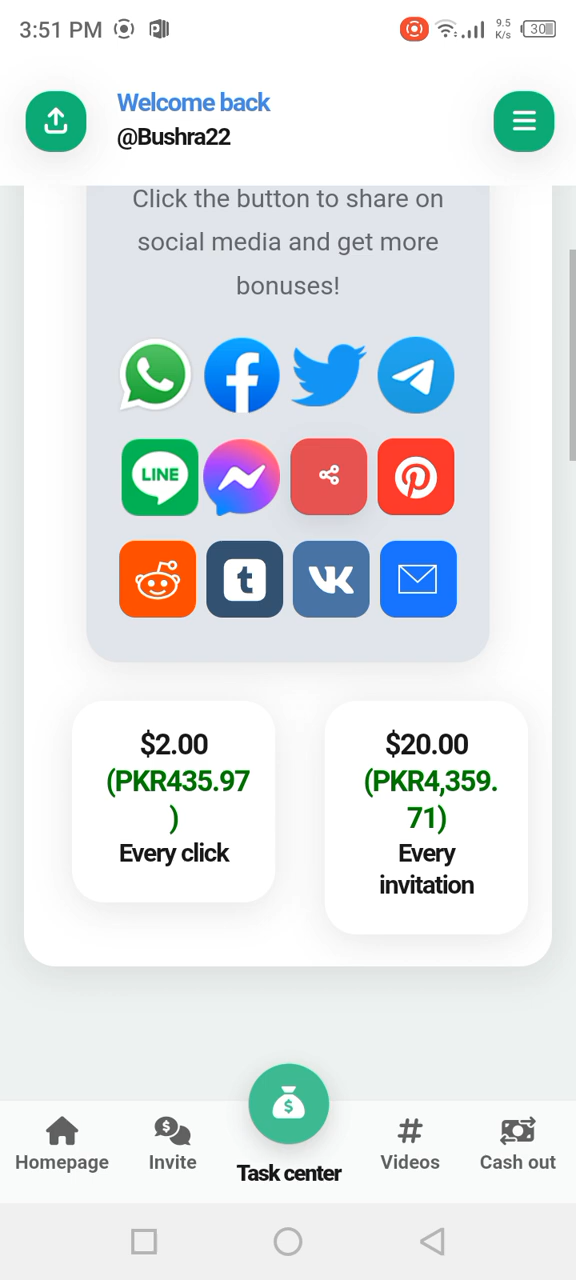 3:51 PM
9.5
K/s
30
Welcome back
@Bushra22
Click the button to share on
social media and get more
bonuses!
LINE
$2.00
(PKR435.97
)
Every click
$20.00
(PKR4,359.
71)
Every
invitation
Homepage
Invite
Task center
Videos
Cash out